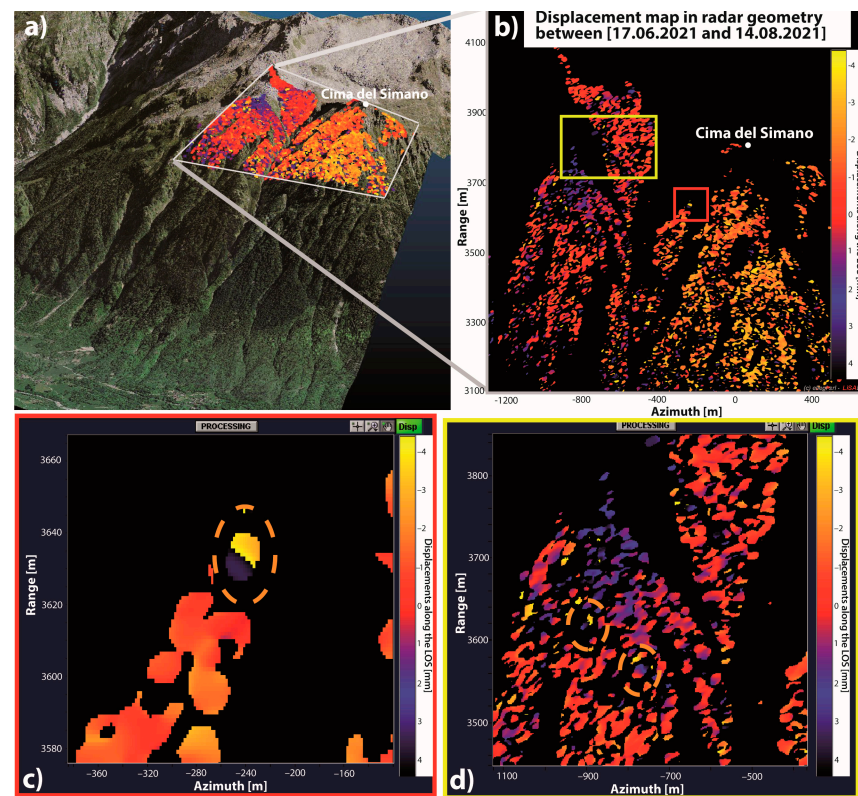 a)
Cima del Simano
b)
Displacement map in radar geometry
between [17.06.2021 and 14.08.2021]
Cima del Simano
Range [m]
4100
3900
3700
3500
3300
3100
-1200
-800
-400
0
400
Azimuth [m]
-4
-3
-2
-1
0
1
2
3
4
PROCESSING
Disp
3660
3640
3620
3600
3580
Range [m]
-360
-320
-280
-240
-200
-160
Azimuth [m]
-4
-3
-2
-1
0
1
2
3
4
Displacements along the LOS [mm]
c)
PROCESSING
Disp
3800
3700
3600
3500
Range [m]
1100
-900
-700
-500
Azimuth [m]
-4
-3
-2
-1
0
1
2
3
4
Displacements along the LOS [mm]
d)